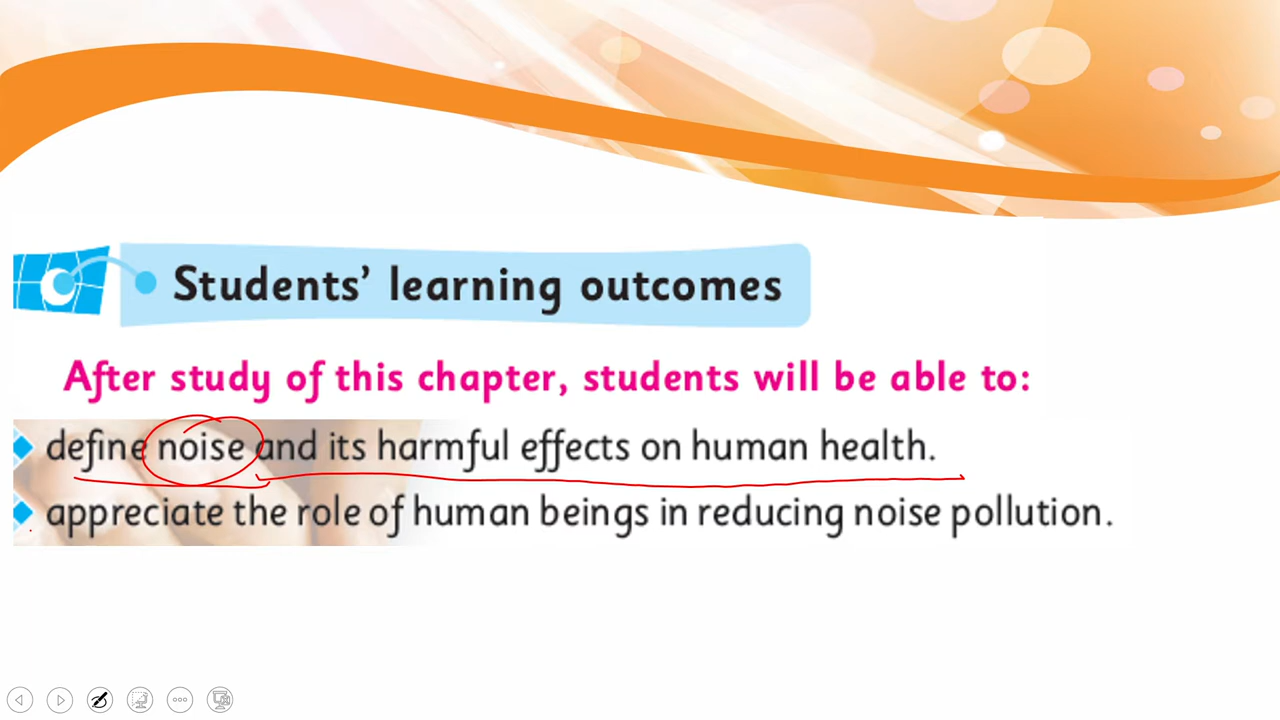 Students’ learning outcomes
After study of this chapter, students will be able to:
define noise and its harmful effects on human health.
appreciate the role of human beings in reducing noise pollution.